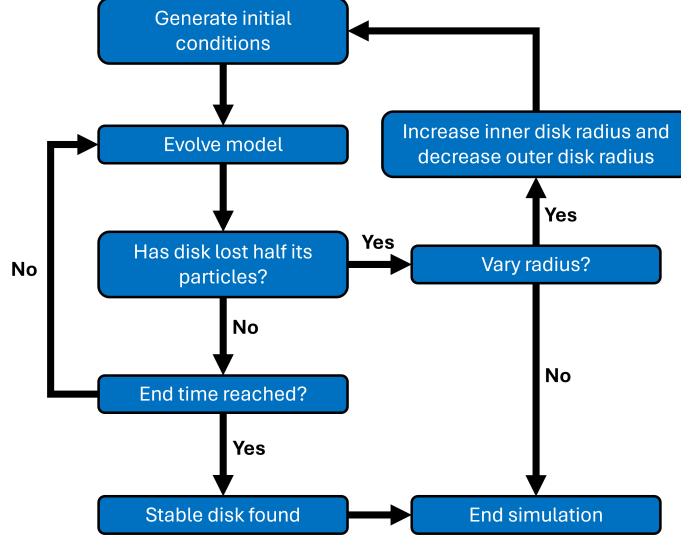 Generate initial
conditions
Evolve model
Increase inner disk radius and
decrease outer disk radius
Has disk lost half its
particles?
Yes
Vary radius?
Yes
No
No
No
End time reached?
Yes
Stable disk found
End simulation